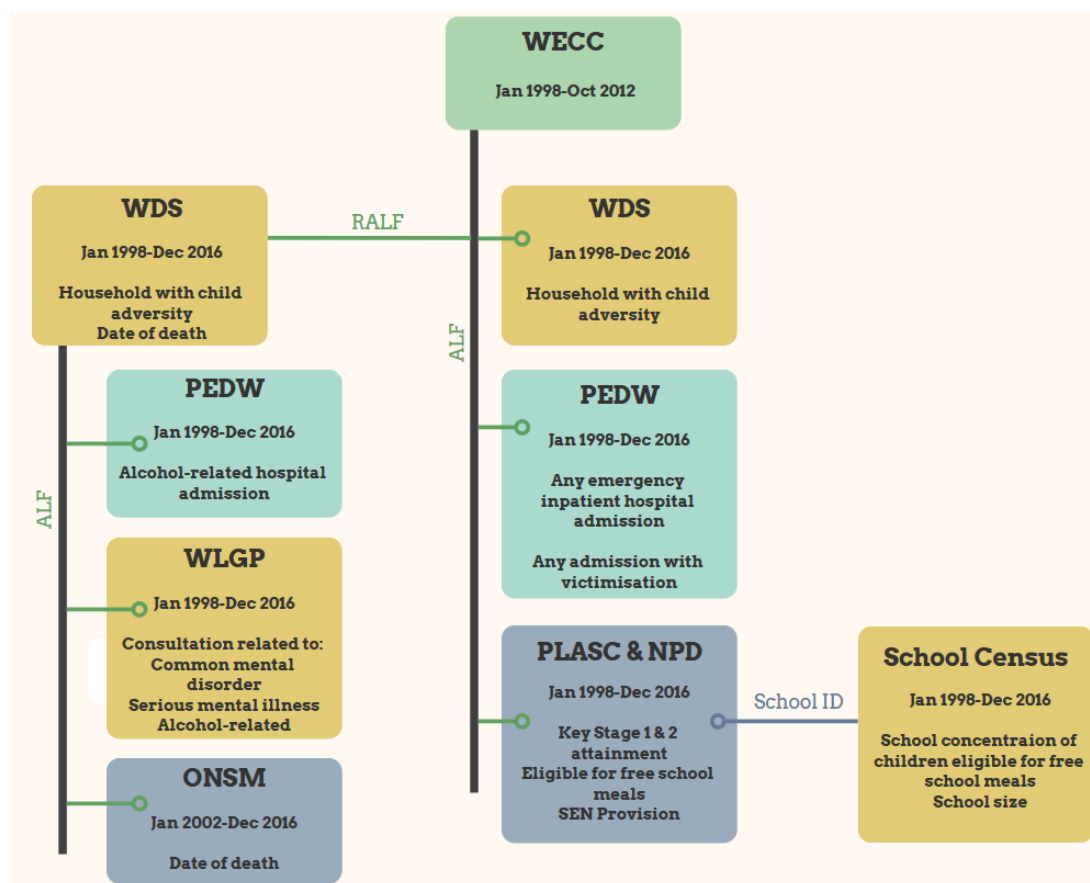 WECC
Jan 1998-Oct 2012
WDS
Jan 1998-Dec 2016
Household with child
adversity
Date of death
RALF
WDS
Jan 1998-Dec 2016
Household with child
adversity
ALF
PEDW
Jan 1998-Dec 2016
Alcohol-related hospital
admission
PEDW
Jan 1998-Dec 2016
Any emergency
inpatient hospital
admission
Any admission with
victimisation
ALF
WLGP
Jan 1998-Dec 2016
Consultation related to:
Common mental
disorder
Serious mental illness
Alcohol-related
PLASC & NPD
Jan 1998-Dec 2016
Key Stage 1 & 2
attainment
Eligible for free school
meals
SEN Provision
School ID
School Census
Jan 1998-Dec 2016
School concentraion of
children eligible for free
school meals
School size
ONSM
Jan 2002-Dec 2016
Date of death